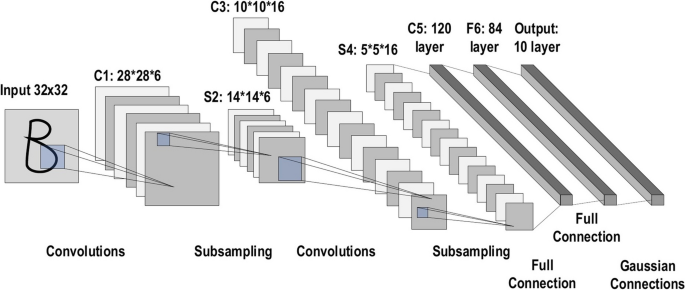 C3: 10*10*16
C1: 28*28*6
S2: 14*14*6
S4: 5*5*16
C5: 120
layer
F6: 84
layer
Output:
10 layer
Input 32x32
B
Convolutions
Subsampling
Convolutions
Subsampling
Full
Connection
Full
Connection
Gaussian
Connections